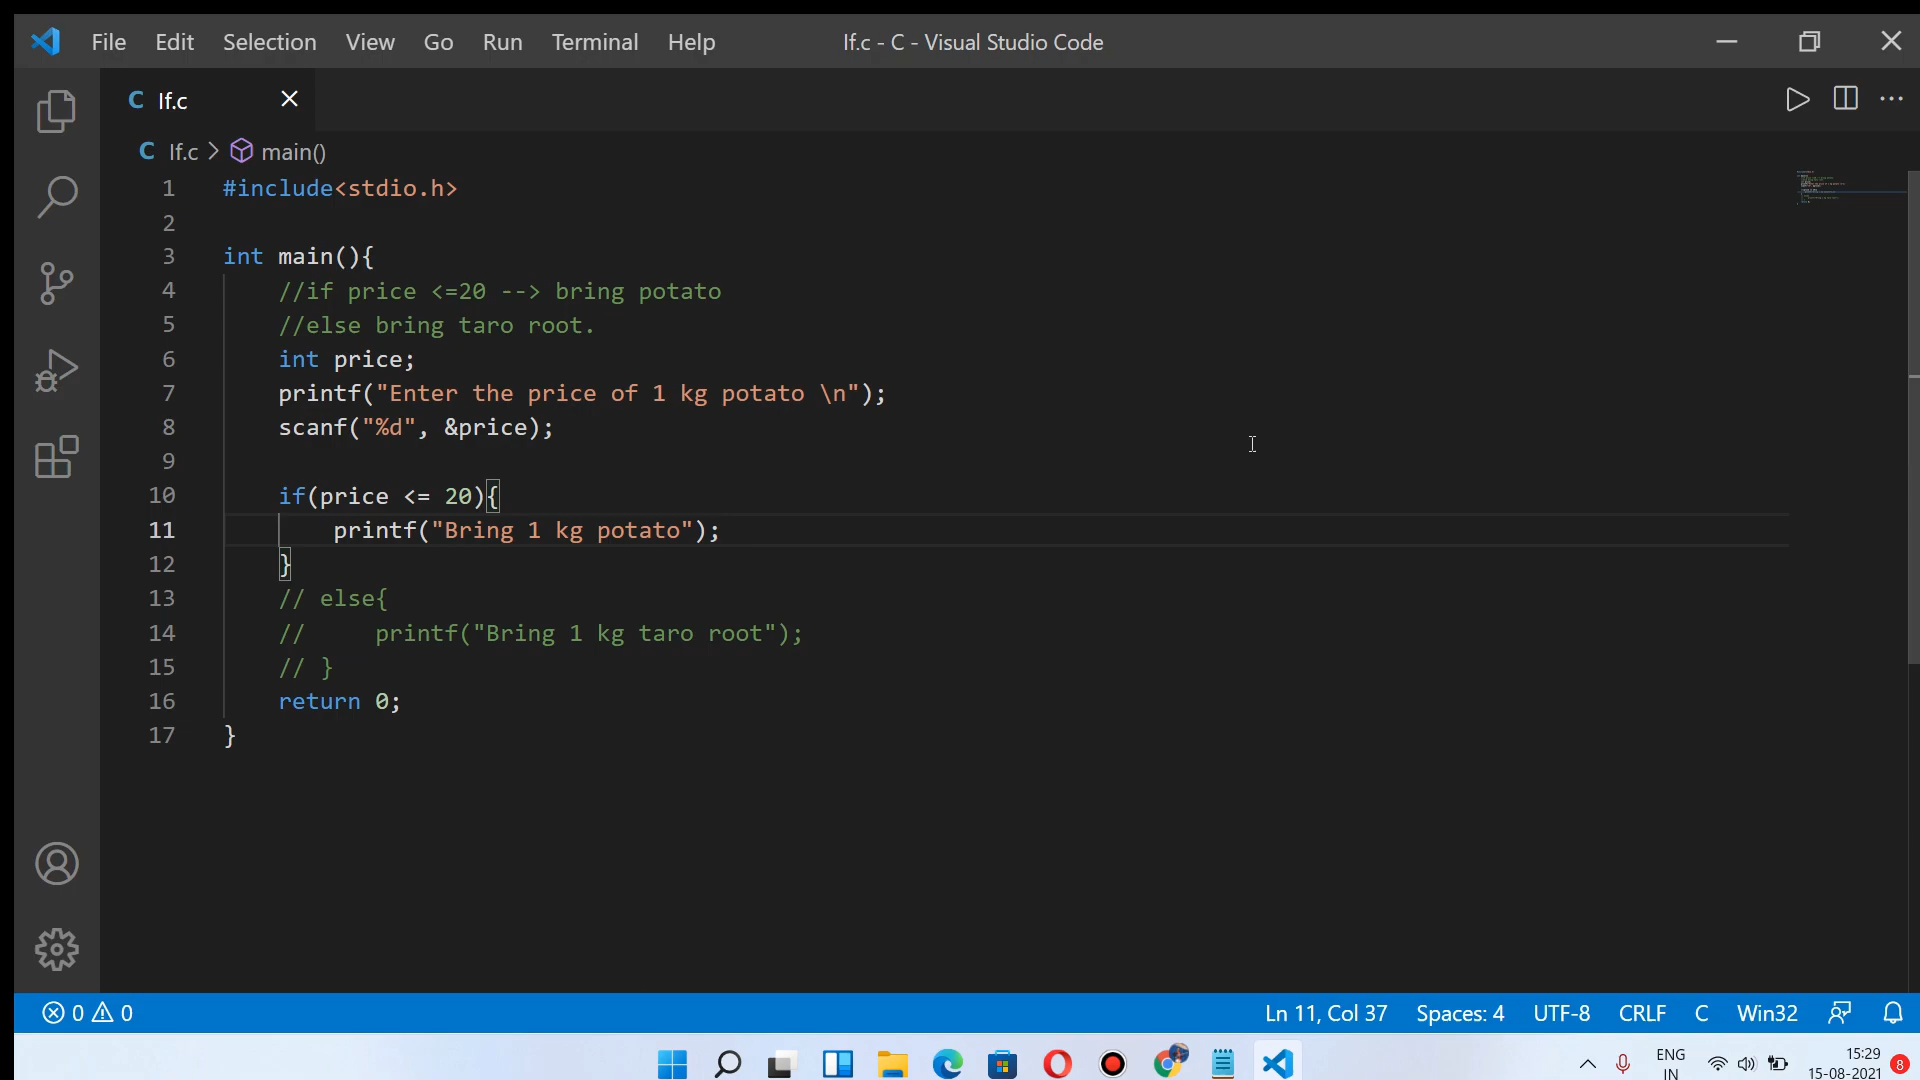 File Edit Selection View Go Run Terminal Help If.c - C - Visual Studio Code
C If.c
C If.c > main()
1 #include<stdio.h>
2
3 int main(){
4     //if price <=20 --> bring potato
5     //else bring taro root.
6     int price;
7     printf("Enter the price of 1 kg potato \n");
8     scanf("%d", &price);
9
10     if(price <= 20){
11         printf("Bring 1 kg potato");
12     }
13     // else{
14     //     printf("Bring 1 kg taro root");
15     // }
16     return 0;
17 }
0 0 Ln 11, Col 37 Spaces: 4 UTF-8 CRLF C Win32
ENG 15:29 8
IN 15-08-2021